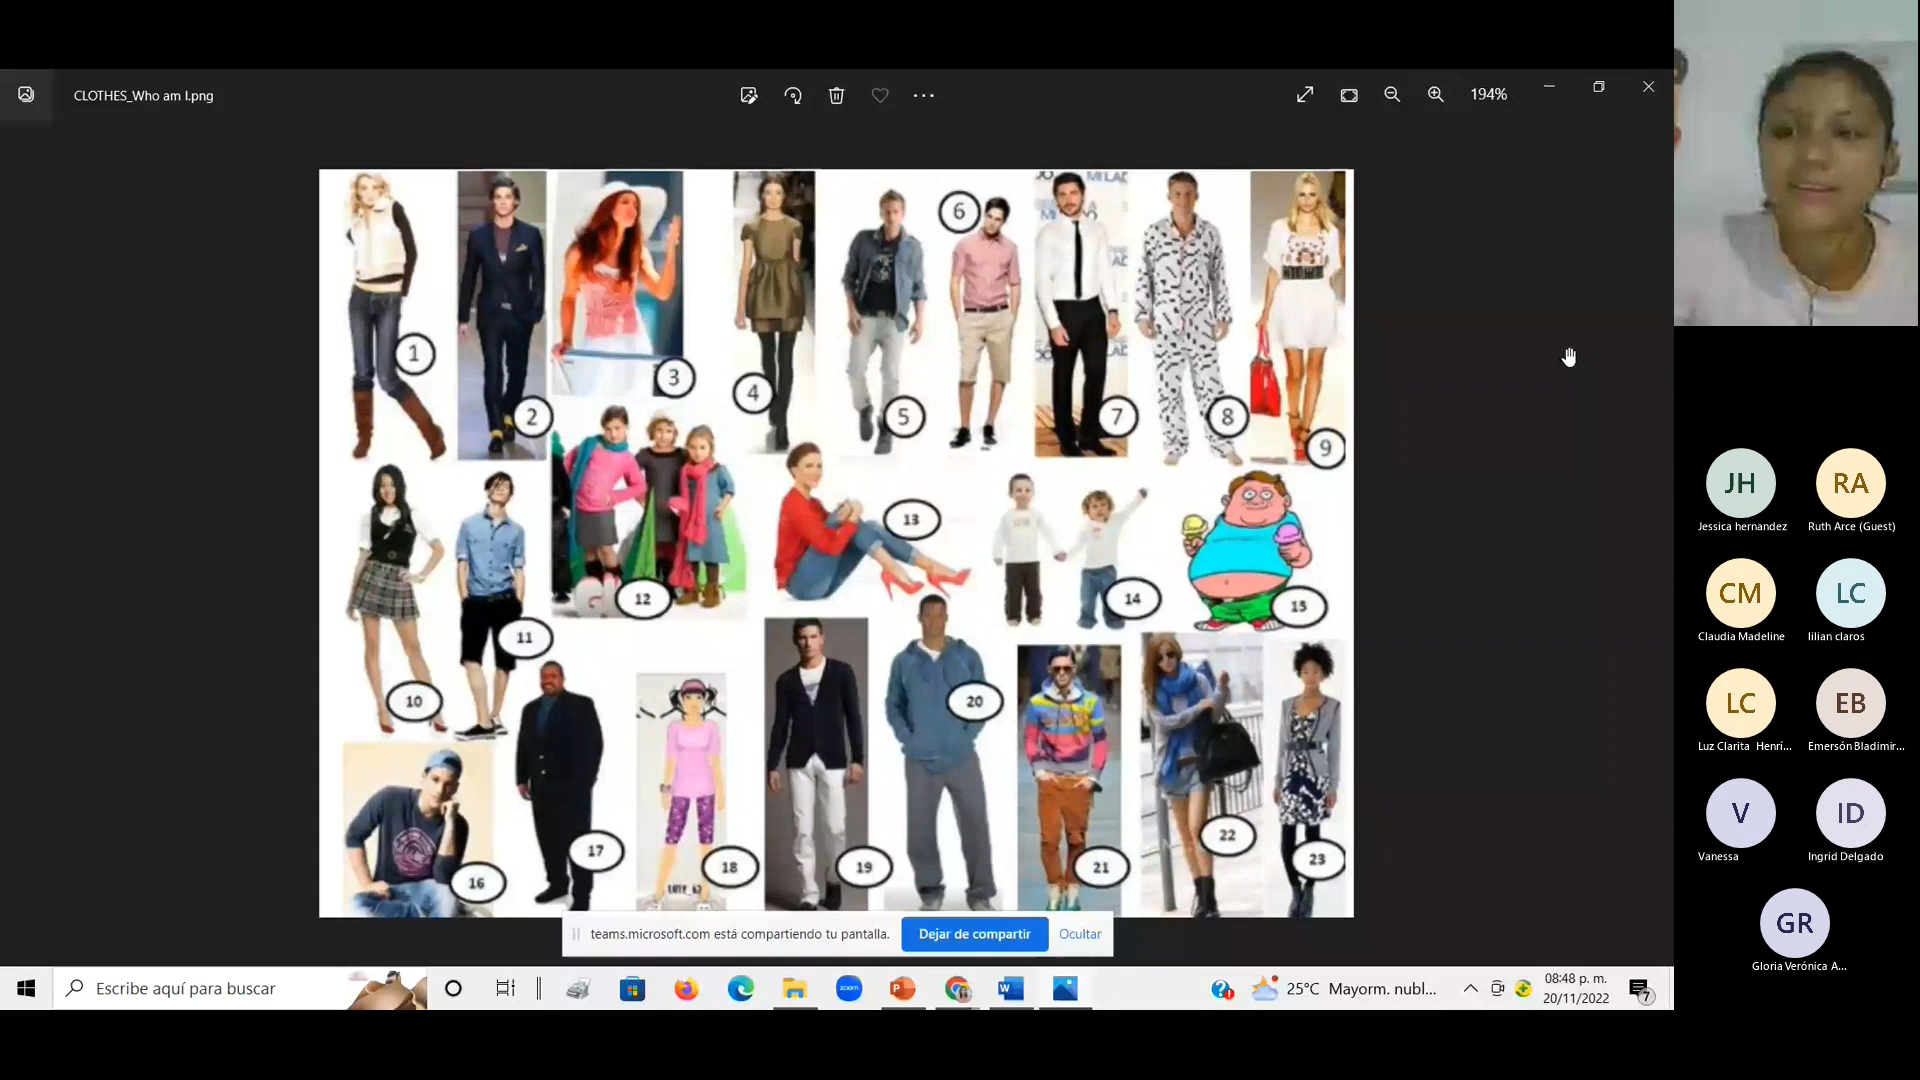 CLOTHES_Who am I.png
194%
1
2
3
4
5
6
7
8
9
10
11
12
13
14
15
16
17
18
19
20
21
22
23
teams.microsoft.com está compartiendo tu pantalla.
Dejar de compartir
Ocultar
Escribe aquí para buscar
zoom
25°C Mayorm. nubl...
08:48 p. m.
20/11/2022
7
JH
Jessica hernandez
RA
Ruth Arce (Guest)
CM
Claudia Madeline
LC
lilian claros
LC
Luz Clarita Henrí...
EB
Emersón Bladimir...
V
Vanessa
ID
Ingrid Delgado
GR
Gloria Verónica A...